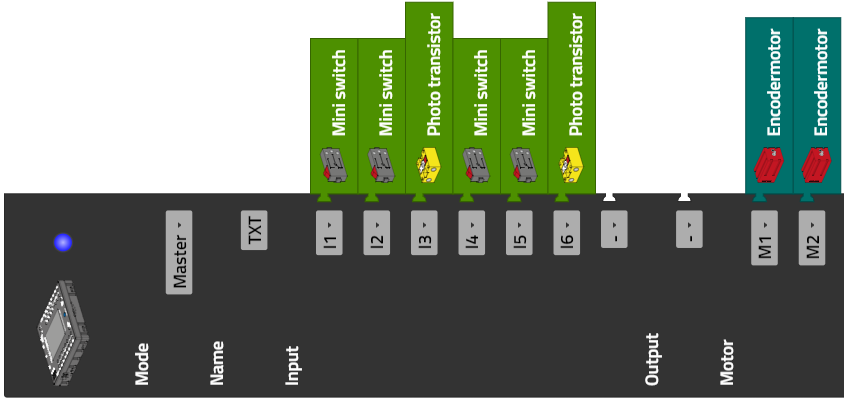 Mode Master
Name TXT
Input I1 Mini switch
I2 Mini switch
I3 Photo transistor
I4 Mini switch
I5 Mini switch
I6 Photo transistor
-
Output -
Motor M1 Encodermotor
M2 Encodermotor